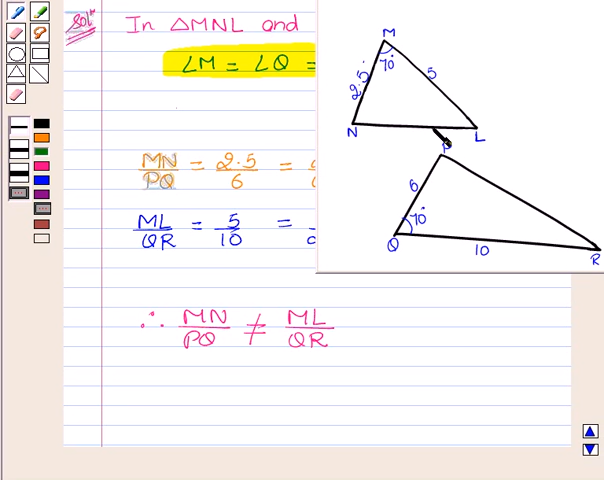 Solⁿ
In △MNL and
∠M = ∠Q =
MN/PQ = 2.5/6 =
ML/QR = 5/10 =
∴ MN/PQ ≠ ML/QR
M
70°
2.5
5
N
L
P
6
70°
Q
10
R